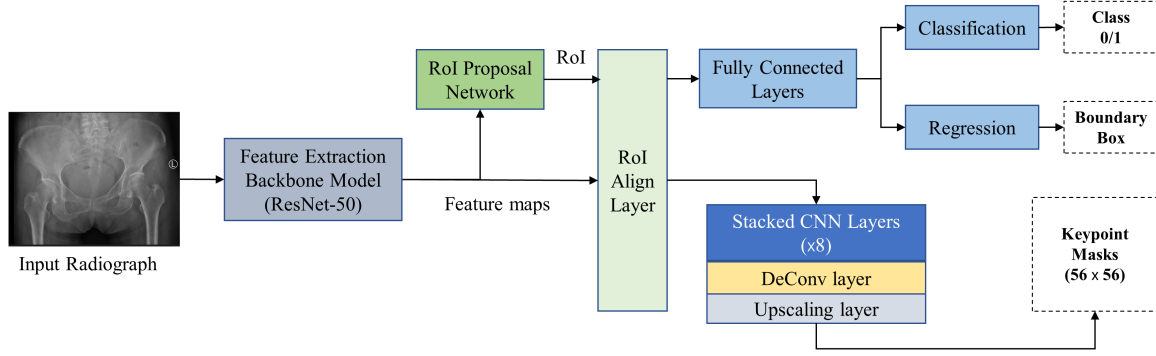 Input Radiograph
L
Feature Extraction
Backbone Model
(ResNet-50)
Feature maps
RoI Proposal
Network
RoI
RoI
Align
Layer
Fully Connected
Layers
Classification
Class
0/1
Regression
Boundary
Box
Stacked CNN Layers
(x8)
DeConv layer
Upscaling layer
Keypoint
Masks
(56 x 56)